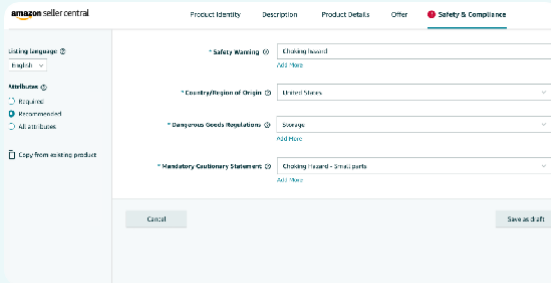 amazon seller central
Product Identity
Description
Product Details
Offer
Safety & Compliance
Listing language
English
Attributes
Required
Recommended
All attributes
Copy from existing product
* Safety Warning
Choking hazard
Add More
* Country/Region of Origin
United States
* Dangerous Goods Regulations
Storage
Add More
* Mandatory Cautionary Statement
Choking Hazard - Small parts
Add More
Cancel
Save as draft